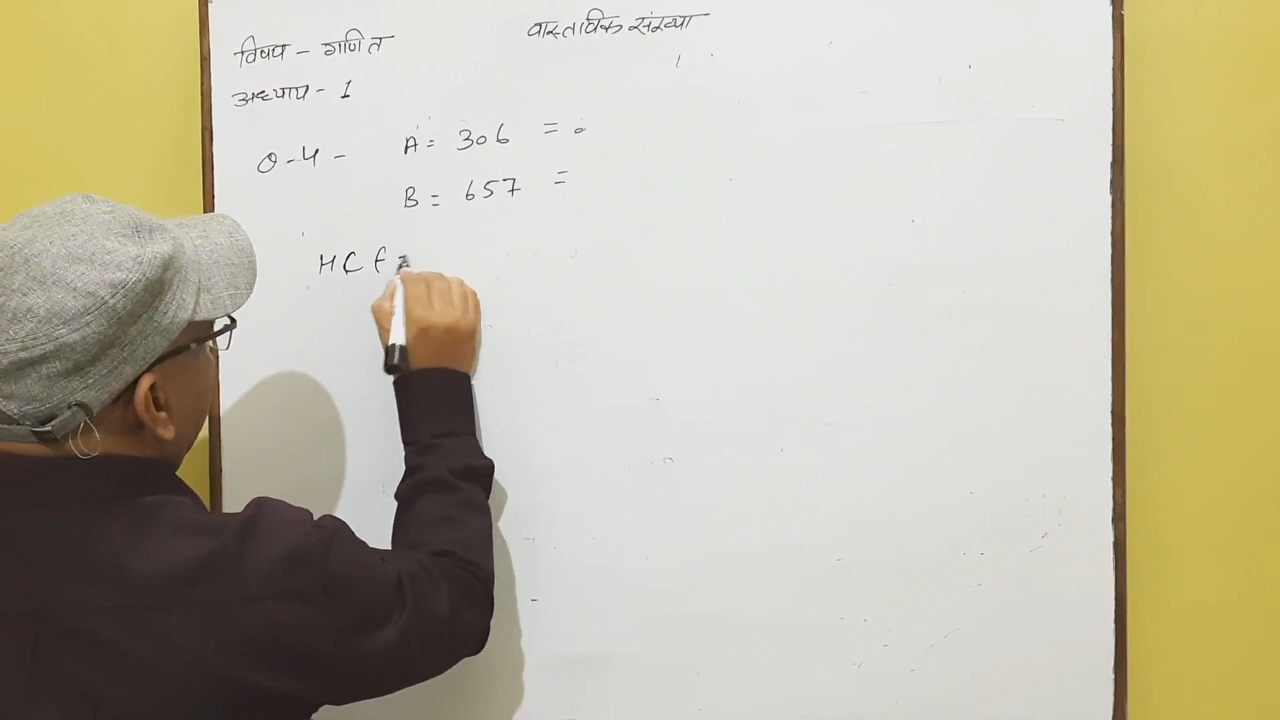 वास्तविक संख्या
विषय - गणित
अध्याय - 1
Q-4- A = 306 =
B = 657 =
HCF